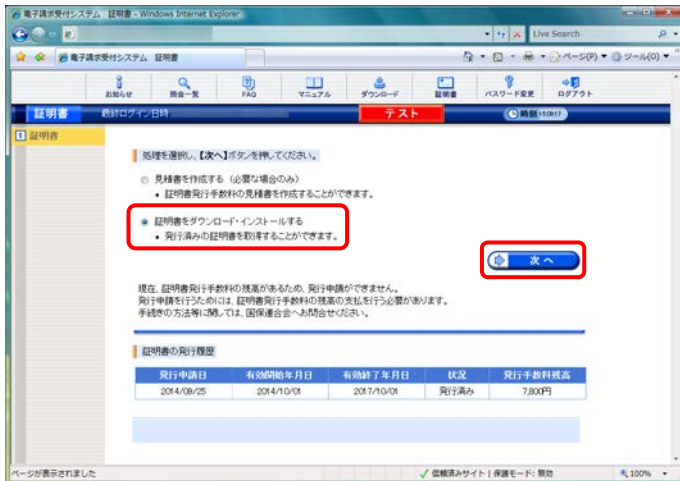 電子請求受付システム 証明書 - Windows Internet Explorer
Live Search
電子請求受付システム 証明書
ページ(P) ツール(O)
お知らせ 照会一覧 FAQ マニュアル ダウンロード 証明書 パスワード変更 ログアウト
証明書 最終ログイン日時 テスト 時刻 15:08:17
1 証明書
処理を選択し、【次へ】ボタンを押してください。
見積書を作成する (必要な場合のみ)
• 証明書発行手数料の見積書を作成することができます。
証明書をダウンロード・インストールする
• 発行済みの証明書を取得することができます。
次へ
現在、証明書発行手数料の残高があるため、発行申請ができません。
発行申請を行うためには、証明書発行手数料の残高の支払を行う必要があります。
手続きの方法等に関しては、国保連合会へお問合せください。
証明書の発行履歴
発行申請日 有効開始年月日 有効終了年月日 状況 発行手数料残高
2014/08/25 2014/10/01 2017/10/01 発行済み 7,800円
ページが表示されました 信頼済みサイト | 保護モード: 無効 100%